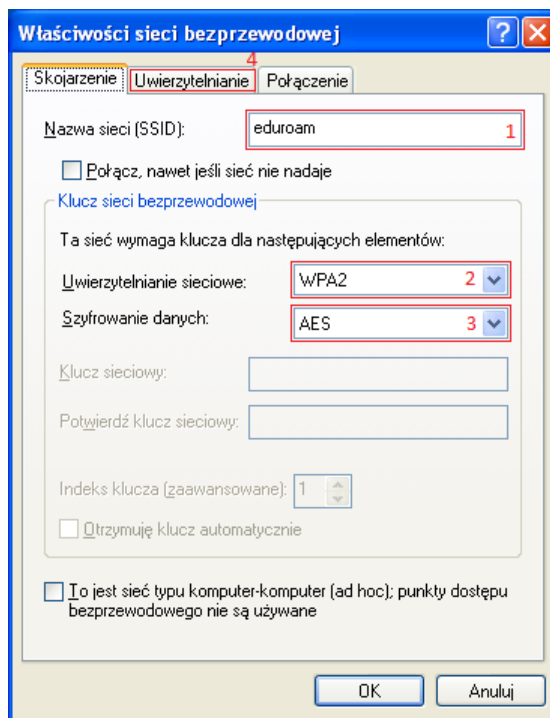 Właściwości sieci bezprzewodowej
4
Skojarzenie Uwierzytelnianie Połączenie
Nazwa sieci (SSID): eduroam 1
Połącz, nawet jeśli sieć nie nadaje
Klucz sieci bezprzewodowej
Ta sieć wymaga klucza dla następujących elementów:
Uwierzytelnianie sieciowe: WPA2 2
Szyfrowanie danych: AES 3
Klucz sieciowy:
Potwierdź klucz sieciowy:
Indeks klucza (zaawansowane): 1
Otrzymuję klucz automatycznie
To jest sieć typu komputer-komputer (ad hoc); punkty dostępu
bezprzewodowego nie są używane
OK Anuluj